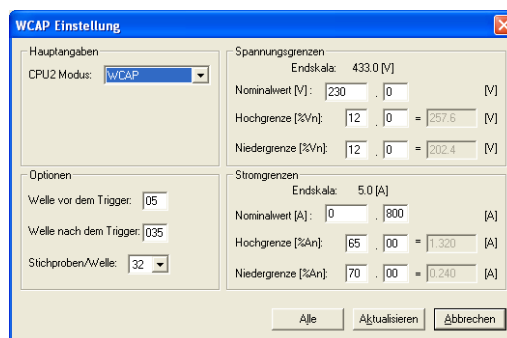 WCAP Einstellung
Hauptangaben
CPU2 Modus: WCAP
Spannungsgrenzen
Endskala: 433.0 [V]
Nominalwert [V] : 230 . 0 [V]
Hochgrenze [%Vn]: 12 . 0 = 257.6 [V]
Niedergrenze [%Vn]: 12 . 0 = 202.4 [V]
Optionen
Welle vor dem Trigger: 05
Welle nach dem Trigger: 035
Stichproben/Welle: 32
Stromgrenzen
Endskala: 5.0 [A]
Nominalwert [A] : 0 . 800 [A]
Hochgrenze [%An]: 65 . 00 = 1.320 [A]
Niedergrenze [%An]: 70 . 00 = 0.240 [A]
Alle
Aktualisieren
Abbrechen